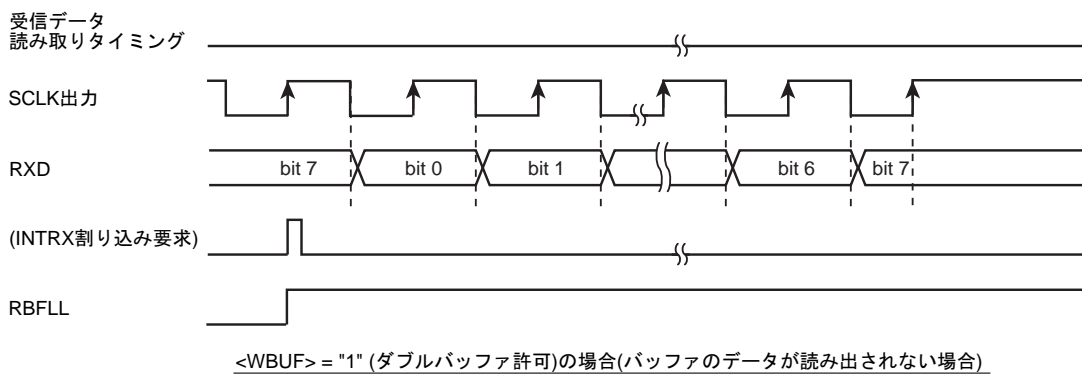 受信データ
読み取りタイミング
SCLK出力
RXD
bit 7
bit 0
bit 1
bit 6
bit 7
(INTRX割り込み要求)
RBFLL
<WBUF> = "1" (ダブルバッファ許可)の場合(バッファのデータが読み出されない場合)